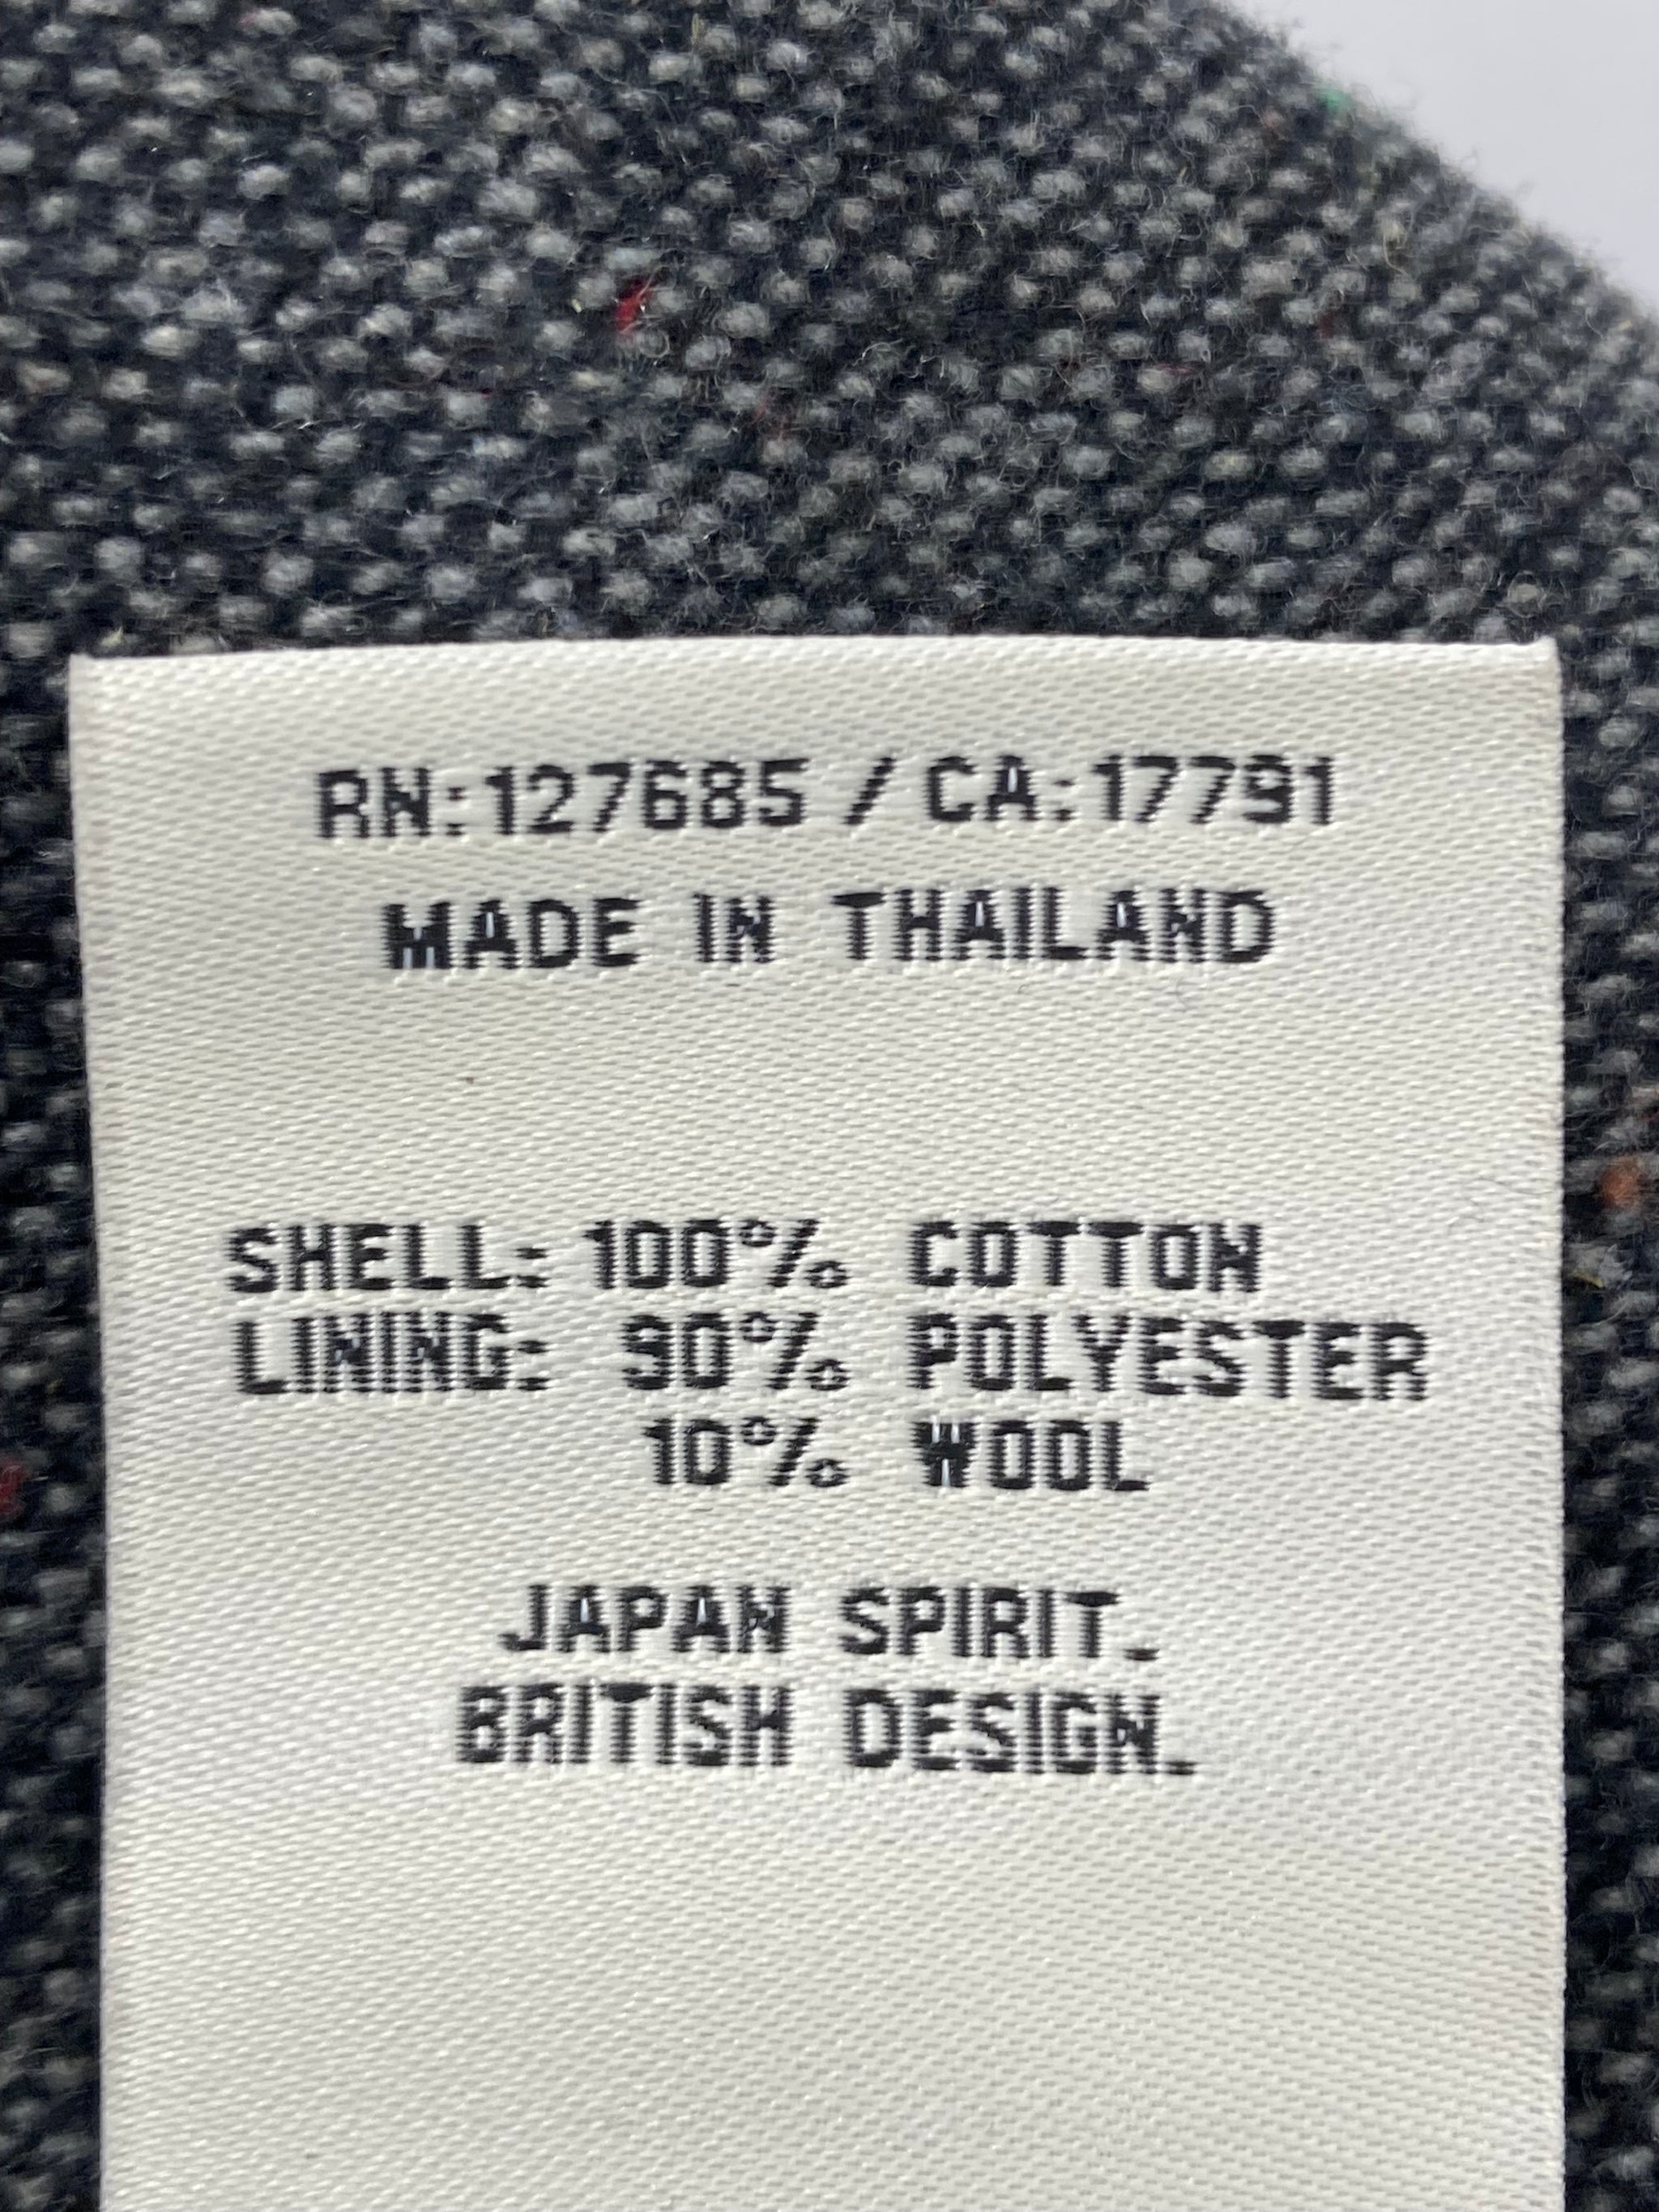 RN:127685 / CA:17791
MADE IN THAILAND
SHELL: 100% COTTON
LINING: 90% POLYESTER
10% WOOL
JAPAN SPIRIT.
BRITISH DESIGN.